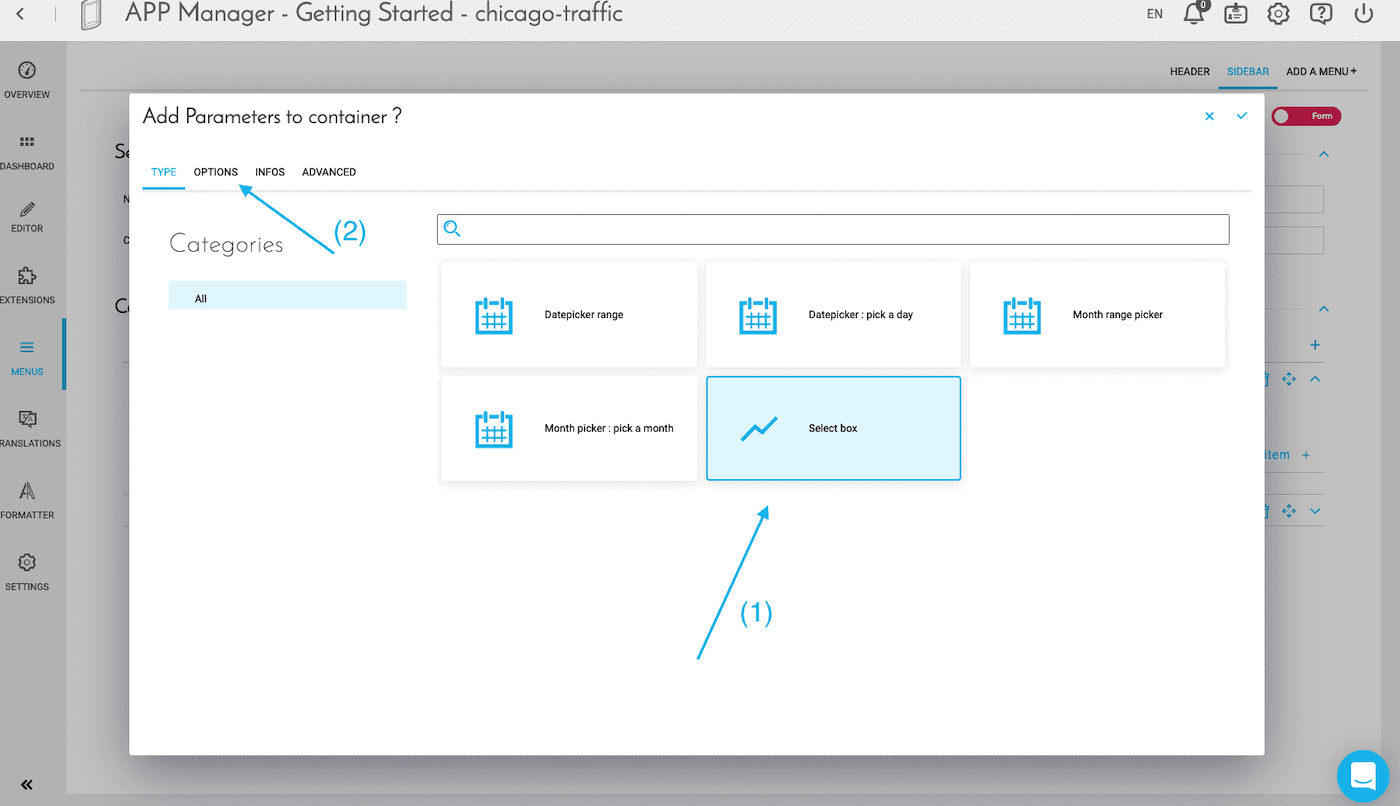 APP Manager - Getting Started - chicago-traffic
EN
0
OVERVIEW
DASHBOARD
EDITOR
EXTENSIONS
MENUS
RANSLATIONS
FORMATTER
SETTINGS
HEADER SIDEBAR ADD A MENU +
Form
Add Parameters to container ?
TYPE OPTIONS INFOS ADVANCED
(2)
Categories
All
Datepicker range
Datepicker : pick a day
Month range picker
Month picker : pick a month
Select box
(1)
item +